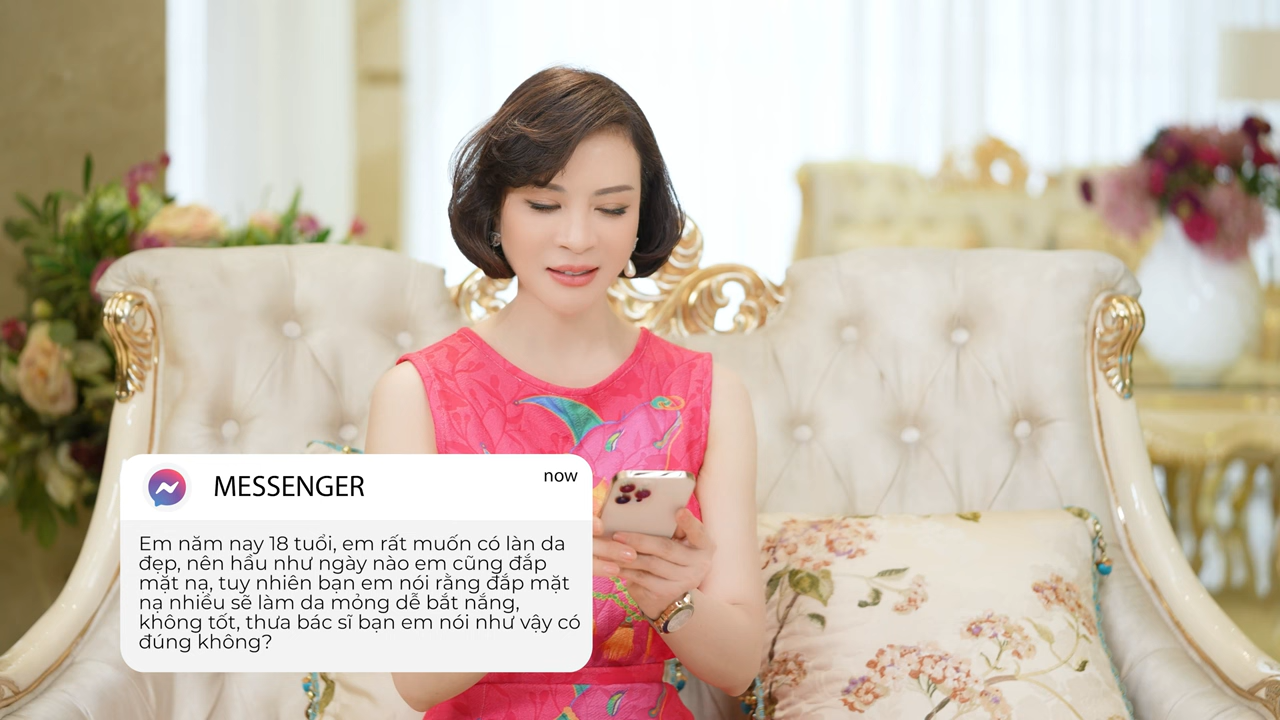 MESSENGER
now
Em năm nay 18 tuổi, em rất muốn có làn da
đẹp, nên hầu như ngày nào em cũng đắp
mặt nạ, tuy nhiên bạn em nói rằng đắp mặt
nạ nhiều sẽ làm da mỏng dễ bắt nắng,
không tốt, thưa bác sĩ bạn em nói như vậy có
đúng không?